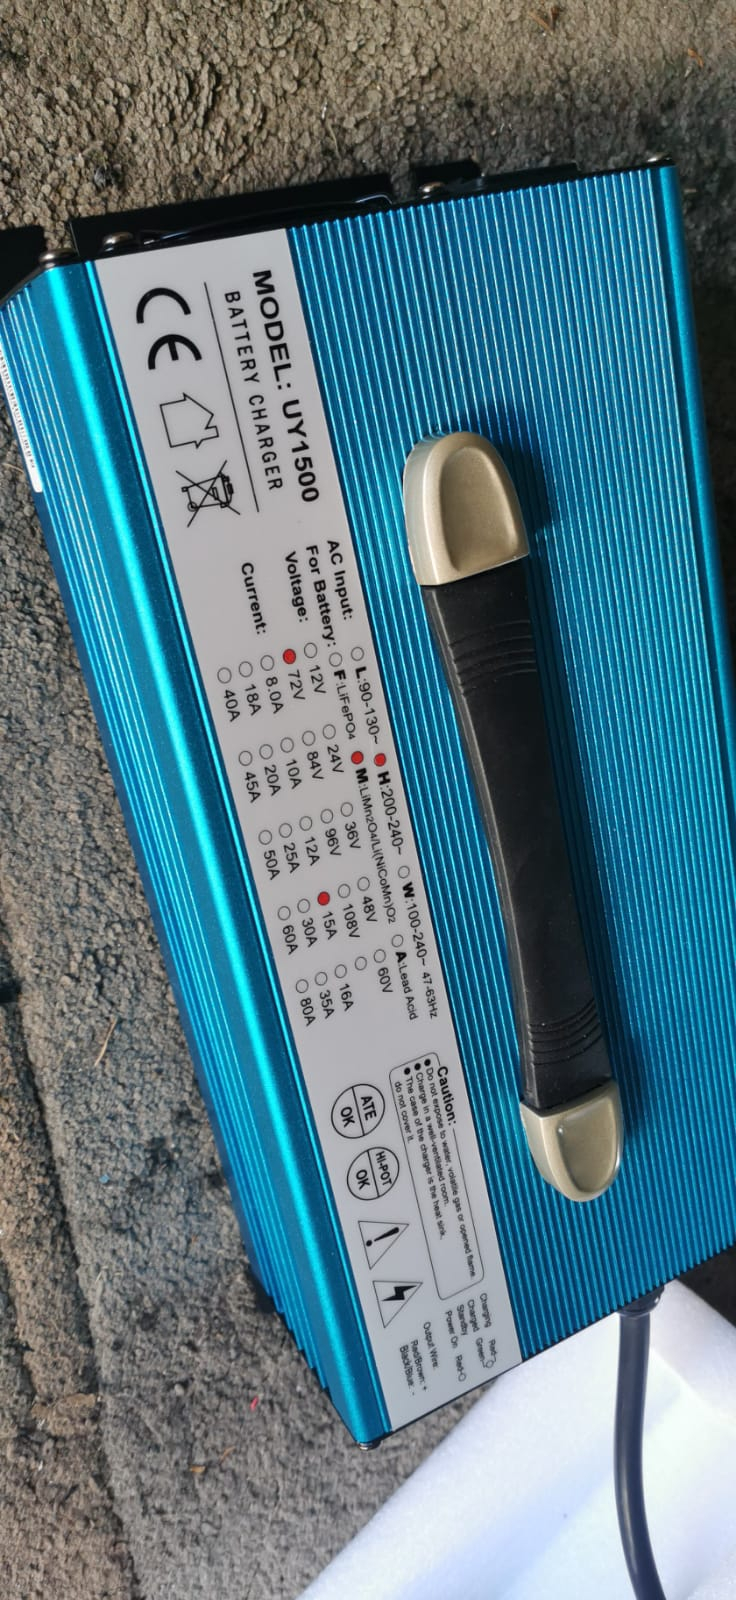 MODEL: UY1500
BATTERY CHARGER
CE
AC Input: ○ L:90-130~ ● H:200-240~ ○ W:100-240~ 47-63Hz
For Battery: ○ F:LiFePO4 ● M:LiMn2O4/Li(NiCoMn)O2 ○ A:Lead Acid
Voltage: ○ 12V ○ 24V ○ 36V ○ 48V ○ 60V
● 72V ○ 84V ○ 96V ○ 108V ○
Current: ○ 8.0A ○ 10A ○ 12A ● 15A ○ 16A
○ 18A ○ 20A ○ 25A ○ 30A ○ 35A
○ 40A ○ 45A ○ 50A ○ 60A ○ 80A
Caution:
● Do not expose to water, volatile gas or opened flame.
● Charge in a well-ventilated room.
● The case of the charger is the heat sink,
do not cover it.
ATE
OK
HI-POT
OK
Charging Red
Charged Green
Standby
Power On Red
Output Wire:
Red/Brown: +
Black/Blue: -